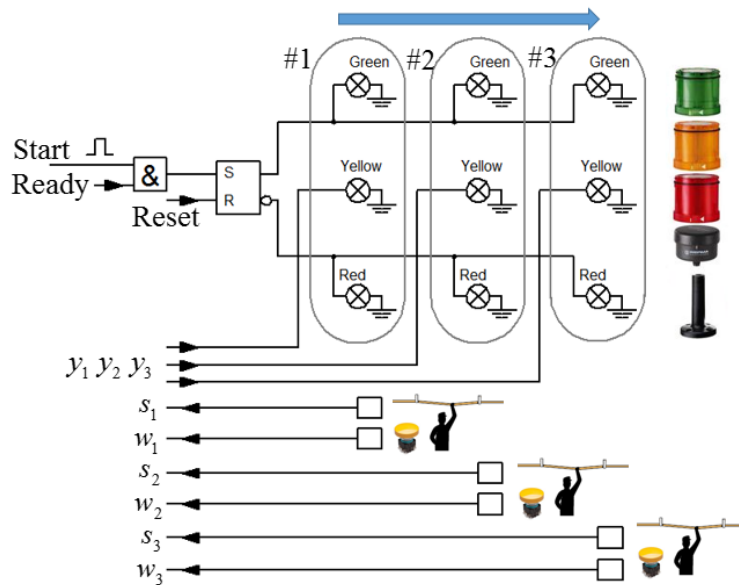 #1 #2 #3
Green Green Green
Start
Ready
&
S
R
Reset
Yellow Yellow Yellow
Red Red Red
y₁ y₂ y₃
s₁
w₁
s₂
w₂
s₃
w₃